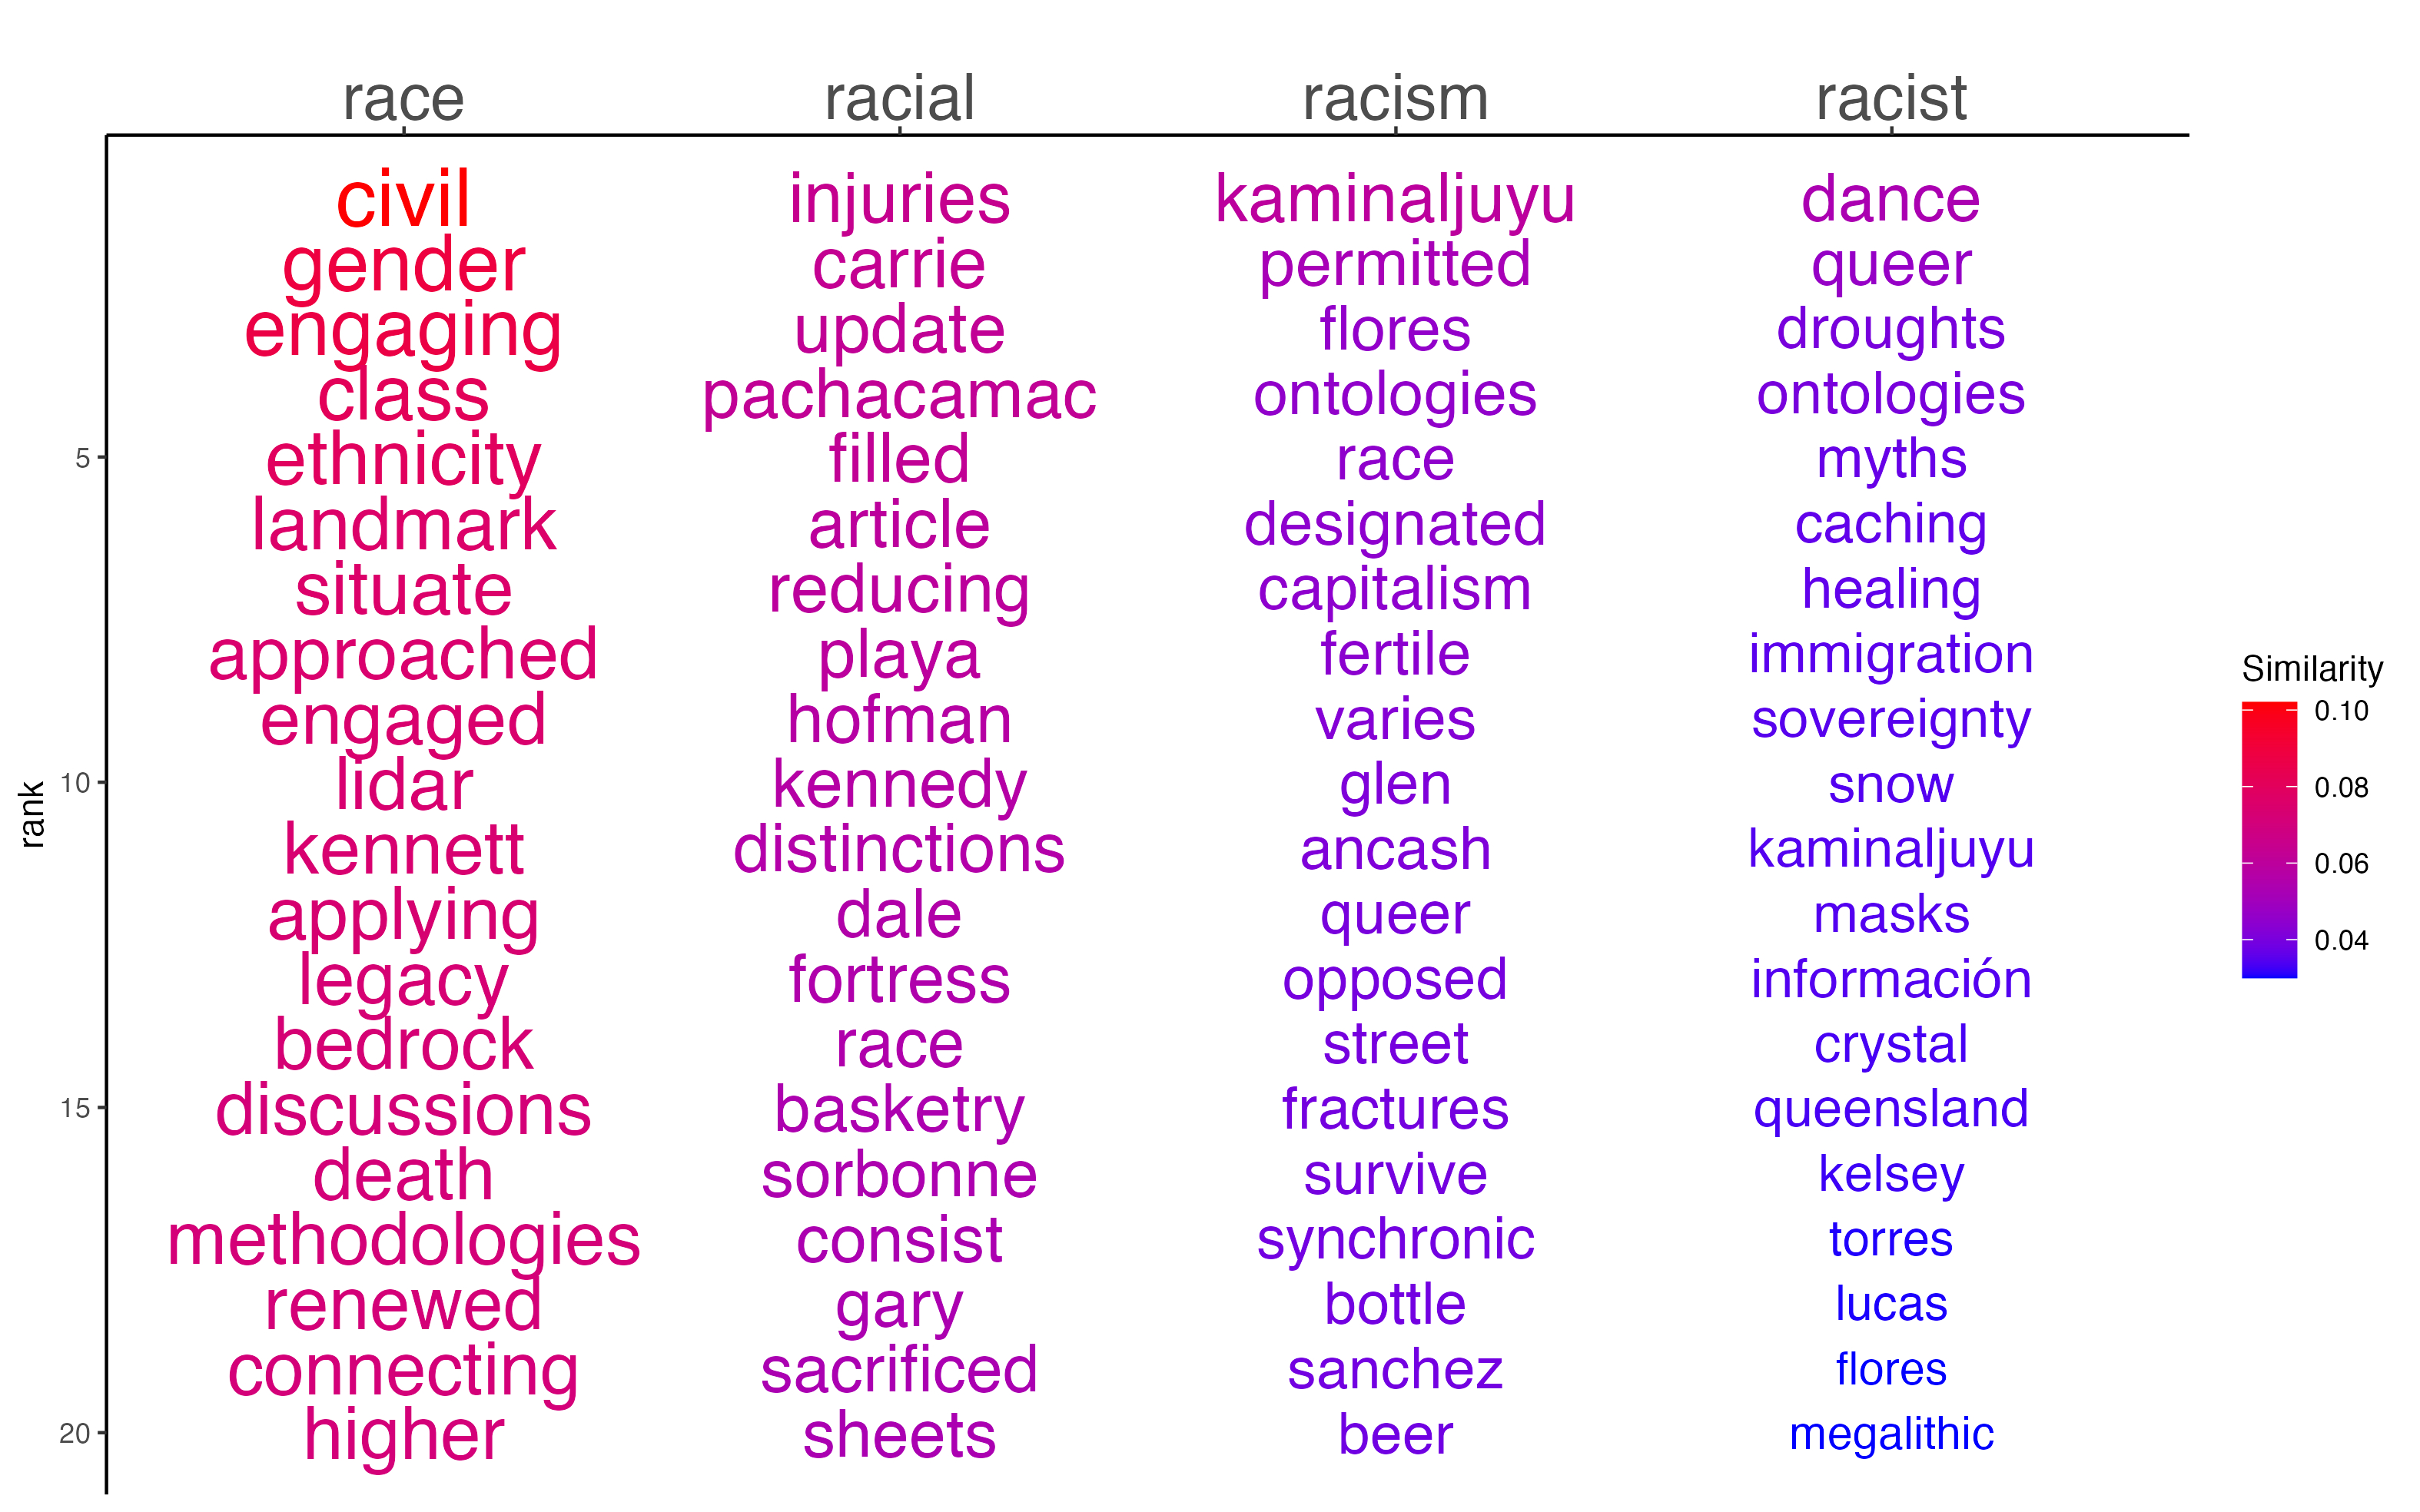 race racial racism racist
civil injuries kaminaljuyu dance
gender carrie permitted queer
engaging update flores droughts
class pachacamac ontologies ontologies
5 ethnicity filled race myths
landmark article designated caching
situate reducing capitalism healing
approached playa fertile immigration
engaged hofman varies sovereignty
10 lidar kennedy glen snow
kennett distinctions ancash kaminaljuyu
applying dale queer masks
legacy fortress opposed información
bedrock race street crystal
15 discussions basketry fractures queensland
death sorbonne survive kelsey
methodologies consist synchronic torres
renewed gary bottle lucas
connecting sacrificed sanchez flores
20 higher sheets beer megalithic
rank
Similarity
0.10
0.08
0.06
0.04